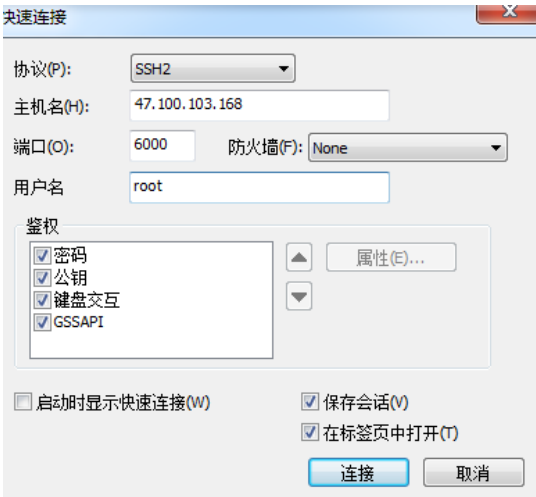 快速连接
协议(P): SSH2
主机名(H): 47.100.103.168
端口(O): 6000 防火墙(F): None
用户名 root
鉴权
密码
公钥
属性(E)...
键盘交互
GSSAPI
启动时显示快速连接(W) 保存会话(V)
在标签页中打开(T)
连接 取消